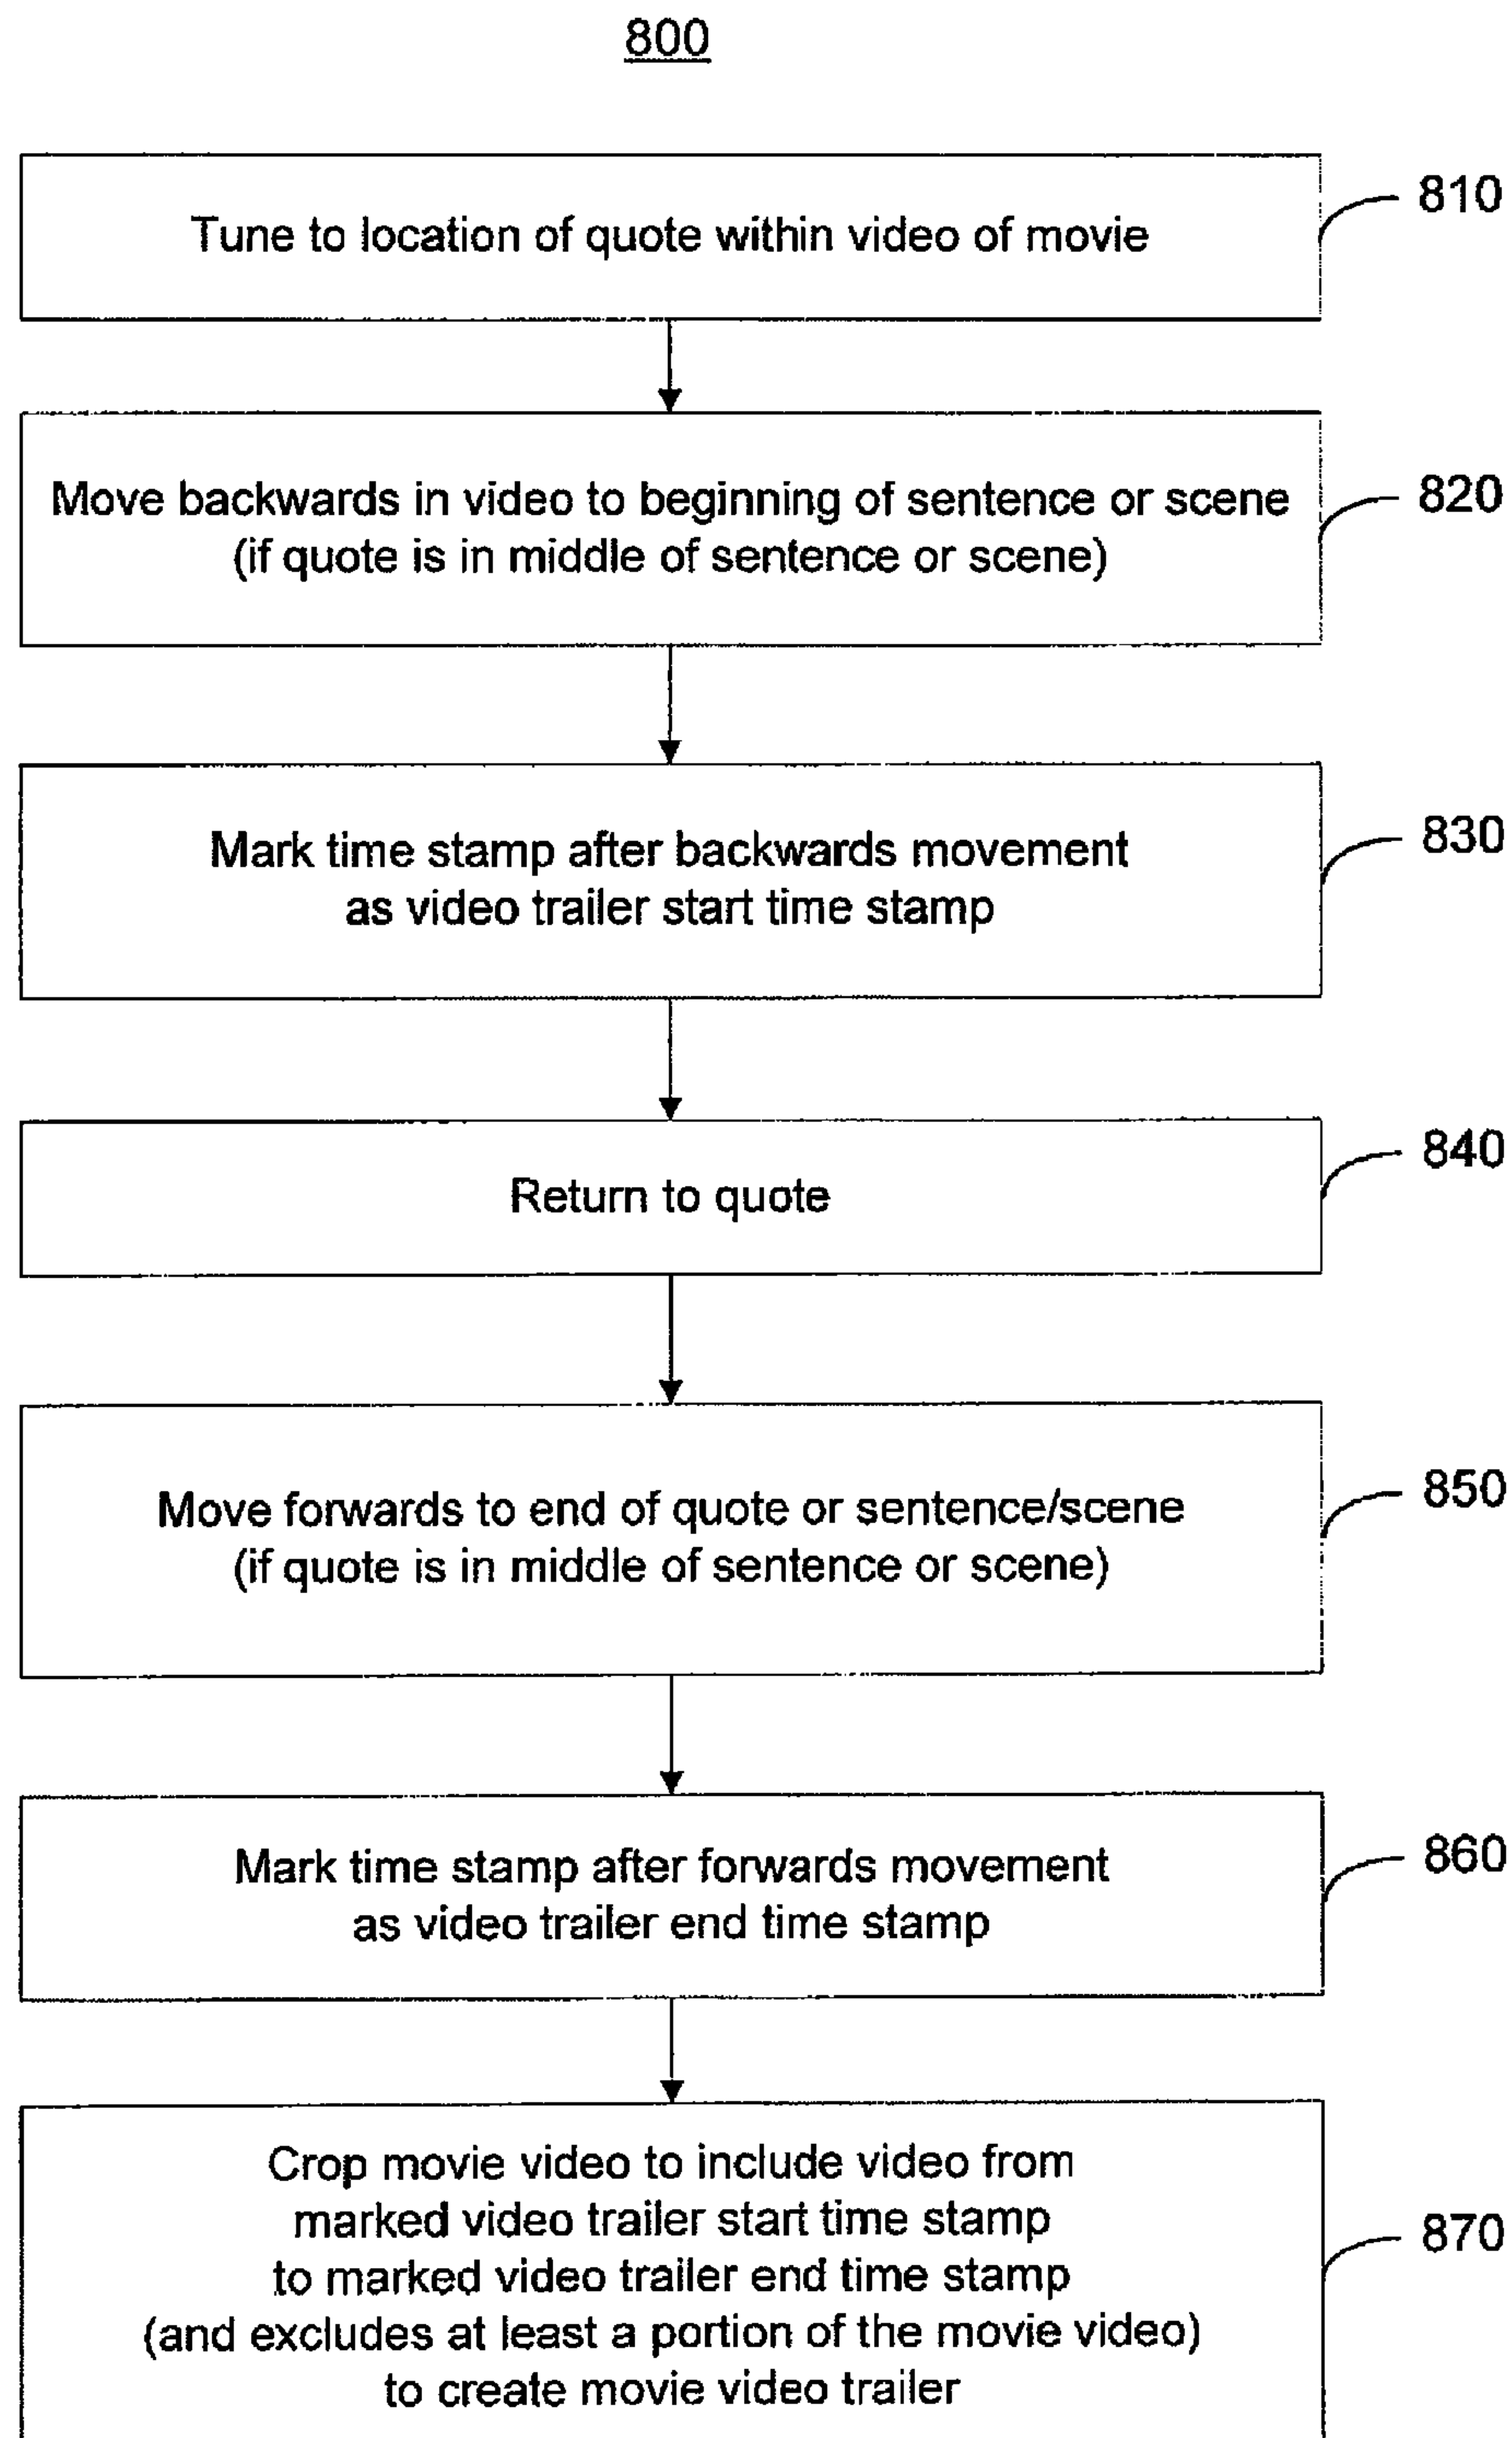 800
Tune to location of quote within video of movie
810
Move backwards in video to beginning of sentence or scene
(if quote is in middle of sentence or scene)
820
Mark time stamp after backwards movement
as video trailer start time stamp
830
Return to quote
840
Move forwards to end of quote or sentence/scene
(if quote is in middle of sentence or scene)
850
Mark time stamp after forwards movement
as video trailer end time stamp
860
Crop movie video to include video from
marked video trailer start time stamp
to marked video trailer end time stamp
(and excludes at least a portion of the movie video)
to create movie video trailer
870